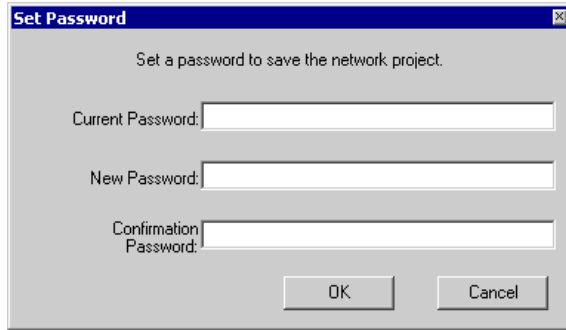 Set Password
Set a password to save the network project.
Current Password:
New Password:
Confirmation
Password:
OK Cancel